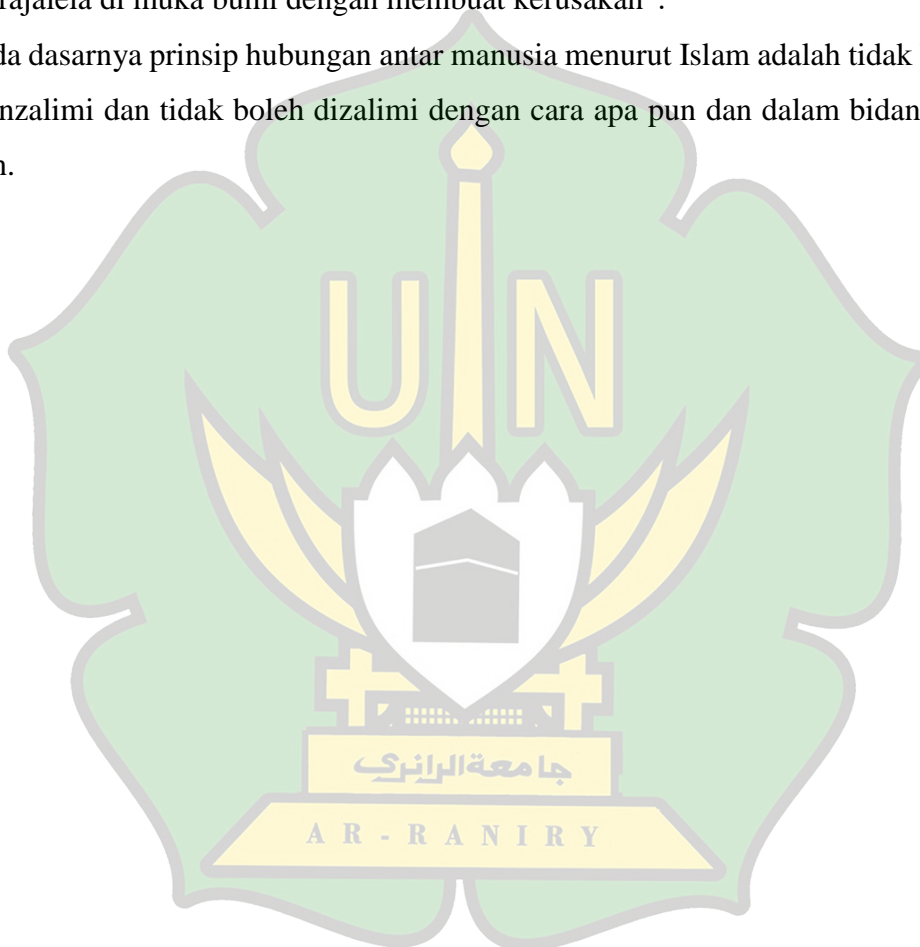 rajalela di muka bumi dengan membuat kerusakan".
da dasarnya prinsip hubungan antar manusia menurut Islam adalah tidak
nzalimi dan tidak boleh dizalimi dengan cara apa pun dan dalam bidan
n.
UIN
جامعةالرانري
AR-RANIRY